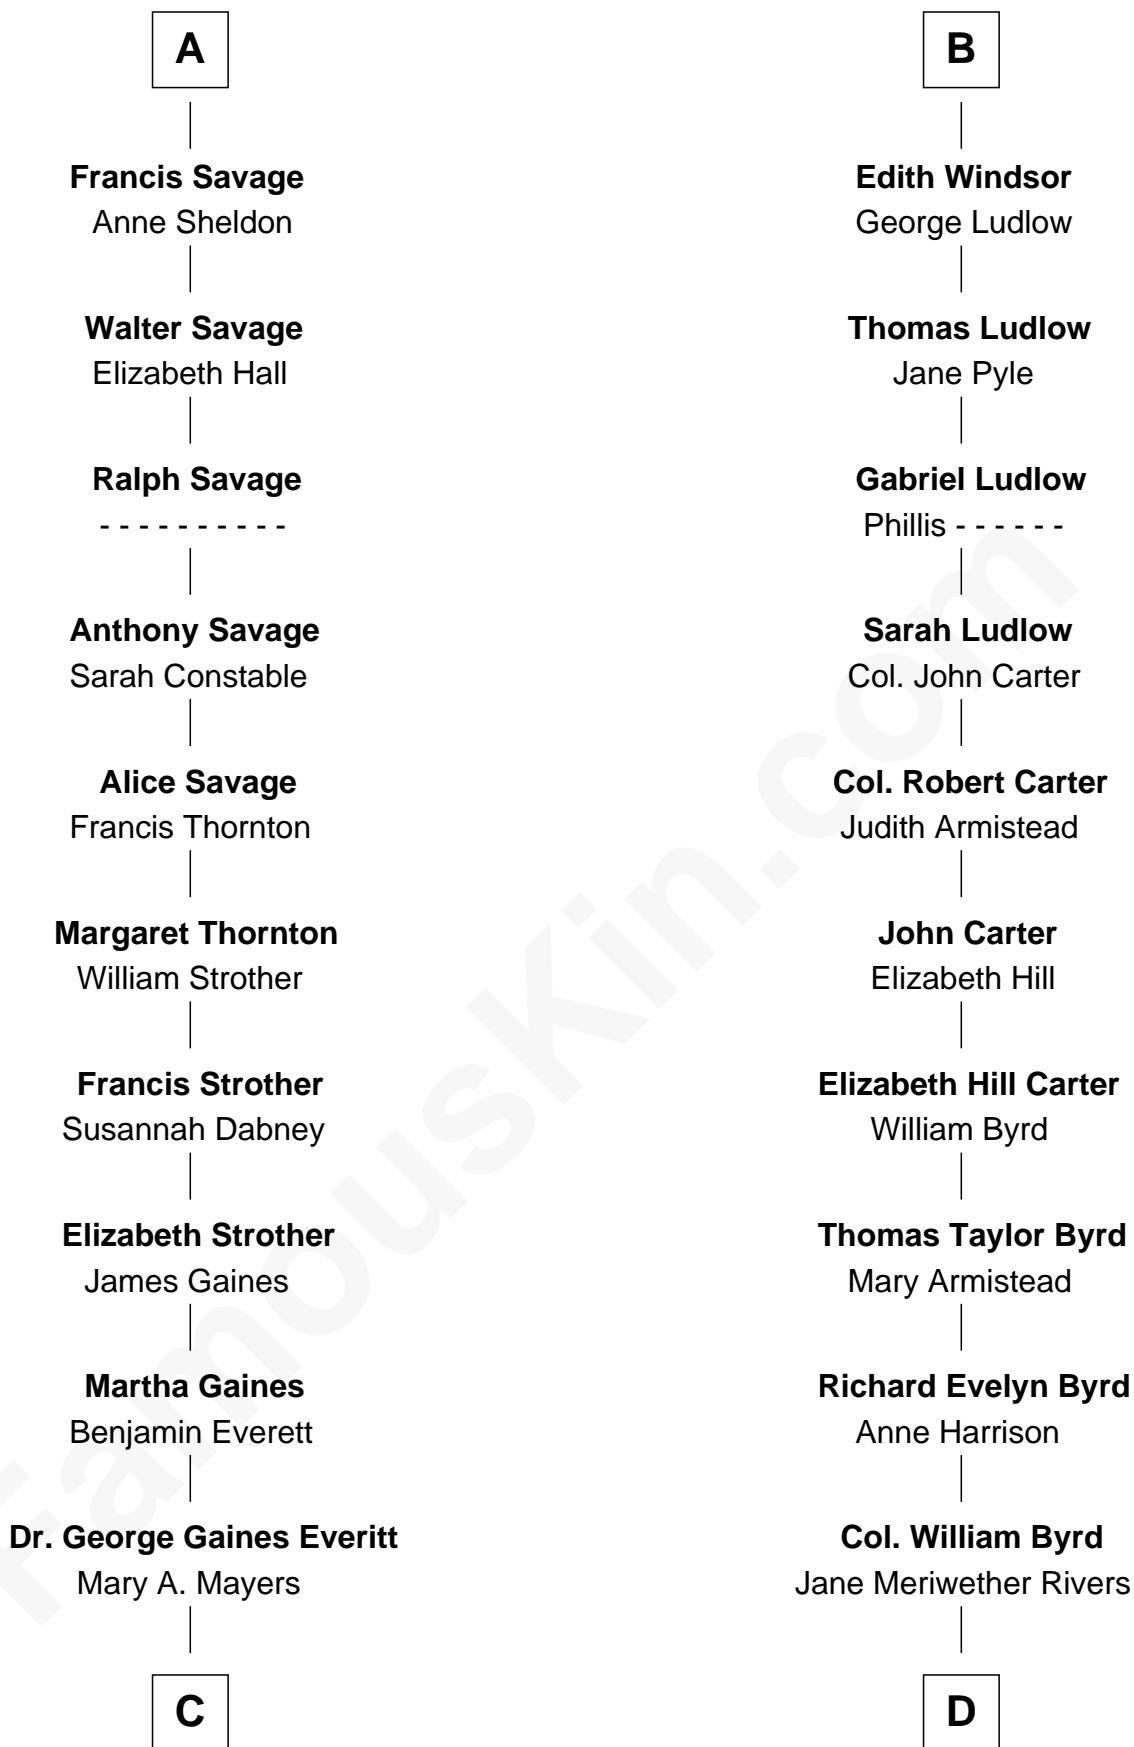 A
Francis Savage
Anne Sheldon
Walter Savage
Elizabeth Hall
Ralph Savage
- - - - - - - - - -
Anthony Savage
Sarah Constable
Alice Savage
Francis Thornton
Margaret Thornton
William Strother
Francis Strother
Susannah Dabney
Elizabeth Strother
James Gaines
Martha Gaines
Benjamin Everett
Dr. George Gaines Everitt
Mary A. Mayers
C
B
Edith Windsor
George Ludlow
Thomas Ludlow
Jane Pyle
Gabriel Ludlow
Phillis - - - - - -
Sarah Ludlow
Col. John Carter
Col. Robert Carter
Judith Armistead
John Carter
Elizabeth Hill
Elizabeth Hill Carter
William Byrd
Thomas Taylor Byrd
Mary Armistead
Richard Evelyn Byrd
Anne Harrison
Col. William Byrd
Jane Meriwether Rivers
D
FamousKin.com